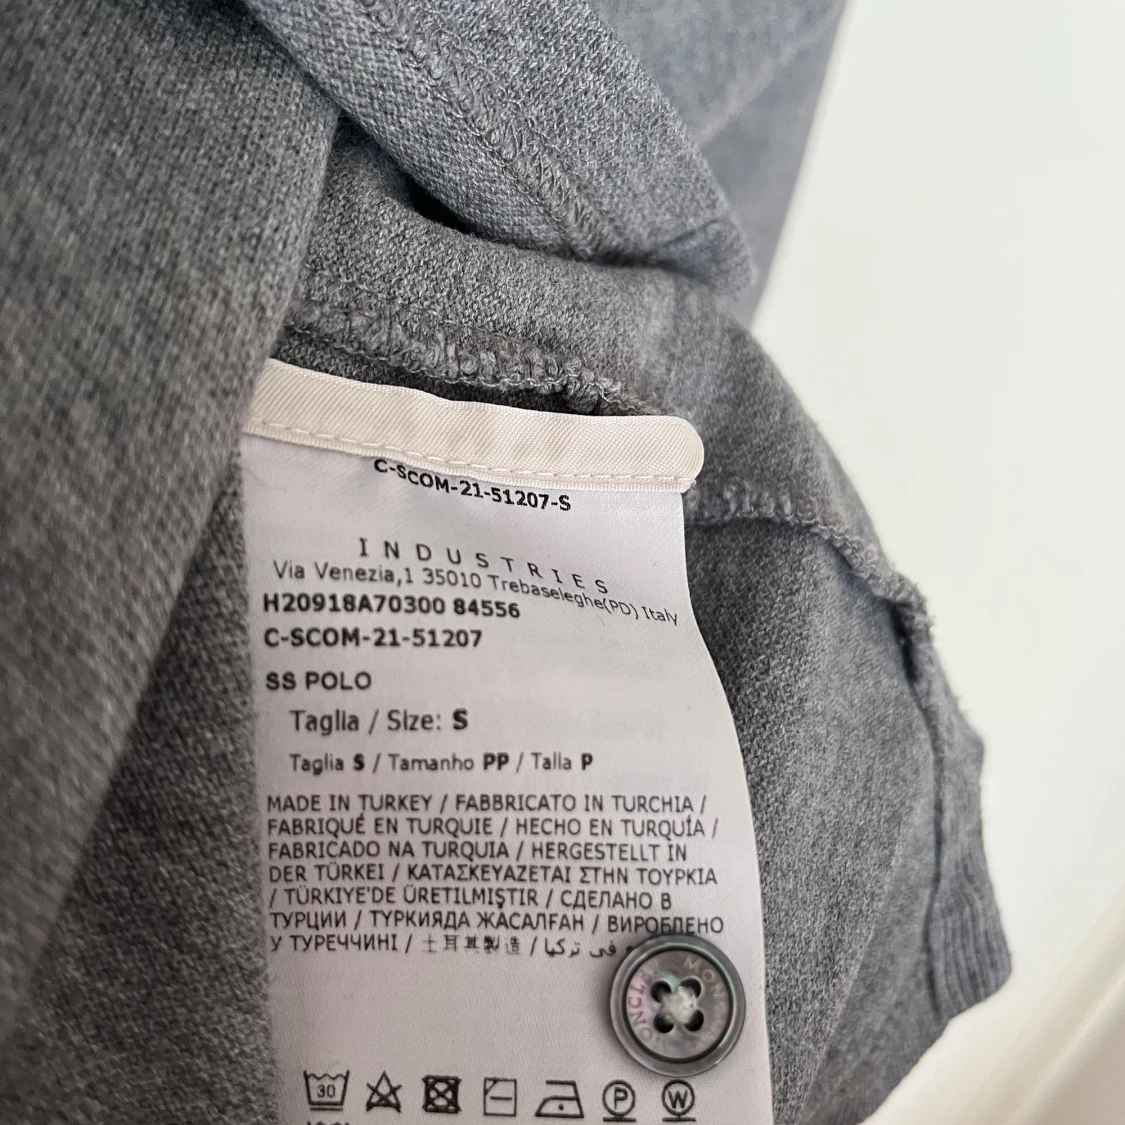 C-SCOM-21-51207-S
INDUSTRIES
Via Venezia,1 35010 Trebaseleghe(PD) Italy
H20918A70300 84556
C-SCOM-21-51207
SS POLO
Taglia / Size: S
Taglia S / Tamanho PP / Talla P
MADE IN TURKEY / FABBRICATO IN TURCHIA /
FABRIQUÉ EN TURQUIE / HECHO EN TURQUÍA /
FABRICADO NA TURQUIA / HERGESTELLT IN
DER TÜRKEI / ΚΑΤΑΣΚΕΥΑΖΕΤΑΙ ΣΤΗΝ ΤΟΥΡΚΙΑ
/ TÜRKIYE'DE ÜRETILMIŞTIR / СДЕЛАНО В
ТУРЦИИ / ТУРКИЯДА ЖАСАЛҒАН / ВИРОБЛЕНО
У ТУРЕЧЧИНІ / 土耳其製造 / في تركيا
MONCLER
30
P
W